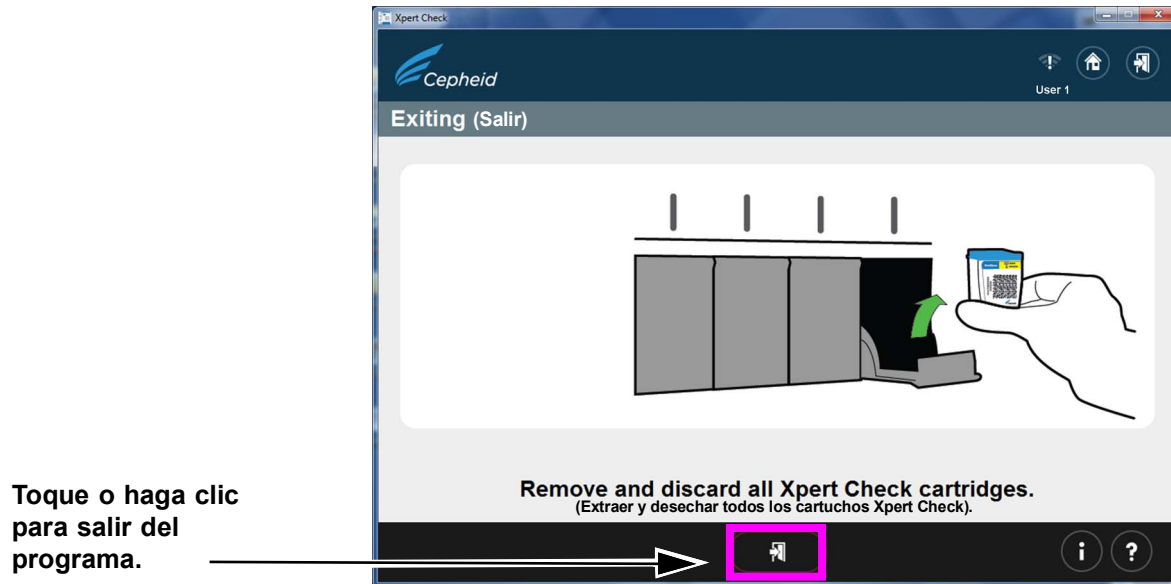 Xpert Check
Cepheid
User 1
Exiting (Salir)
Remove and discard all Xpert Check cartridges.
(Extraer y desechar todos los cartuchos Xpert Check).
Toque o haga clic
para salir del
programa.
i ?